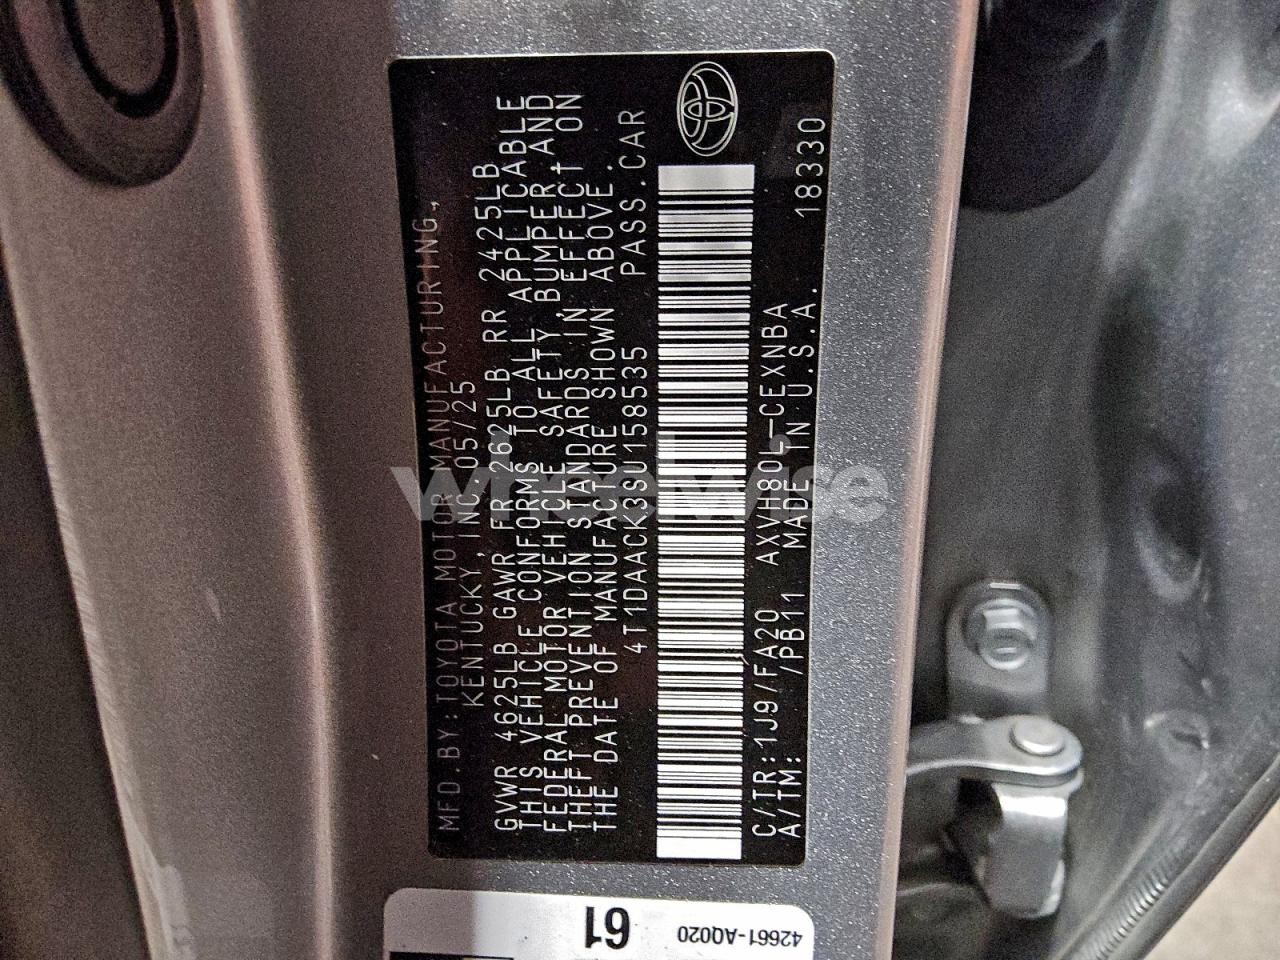 MFD.BY:TOYOTA MOTOR MANUFACTURING.,
KENTUCKY, INC. 05/25
GVWR 4625LB GAWR FR 2625LB RR 2425LB
THIS VEHICLE CONFORMS TO ALL APPLICABLE
FEDERAL MOTOR VEHICLE SAFETY,BUMPER,AND
THEFT PREVENTION STANDARDS IN EFFECT ON
THE DATE OF MANUFACTURE SHOWN ABOVE.
4T1DAACK3SU158535 PASS.CAR
C/TR:1J9/FA20 AXVH80L-CEXNBA
A/TM: /PB11 MADE IN U.S.A. 18330
wheelwise
61
42661-AQ020